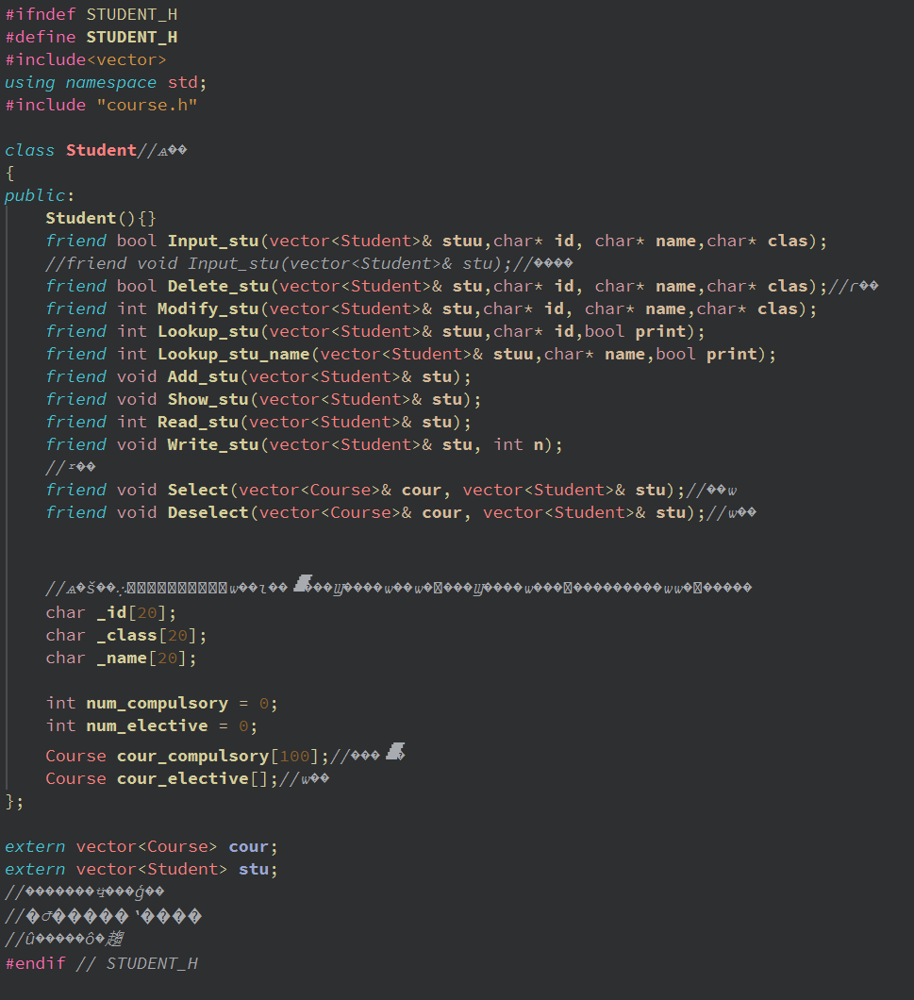 #ifndef STUDENT_H
#define STUDENT_H
#include<vector>
using namespace std;
#include "course.h"
class Student//
{
public:
Student(){}
friend bool Input_stu(vector<Student>& stuu,char* id, char* name,char* clas);
//friend void Input_stu(vector<Student>& stu);//����
friend bool Delete_stu(vector<Student>& stu,char* id, char* name,char* clas);//
friend int Modify_stu(vector<Student>& stu,char* id, char* name,char* clas);
friend int Lookup_stu(vector<Student>& stuu,char* id,bool print);
friend int Lookup_stu_name(vector<Student>& stuu,char* name,bool print);
friend void Add_stu(vector<Student>& stu);
friend void Show_stu(vector<Student>& stu);
friend int Read_stu(vector<Student>& stu);
friend void Write_stu(vector<Student>& stu, int n);
//
friend void Select(vector<Course>& cour, vector<Student>& stu);//
friend void Deselect(vector<Course>& cour, vector<Student>& stu);//
//
char _id[20];
char _class[20];
char _name[20];
int num_compulsory = 0;
int num_elective = 0;
Course cour_compulsory[100];//
Course cour_elective[];//
};
extern vector<Course> cour;
extern vector<Student> stu;
//
//
//
#endif // STUDENT_H